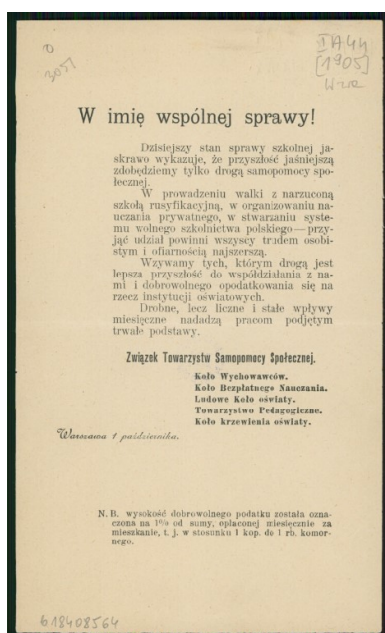 0
3051
I A 44
[1905]
W imię wspólnej sprawy!
Dzisiejszy stan sprawy szkolnej ja-
skrawo wykazuje, że przyszłość jaśniejszą
zdobędziemy tylko drogą samopomocy spo-
łecznej.
W prowadzeniu walki z narzuconą
szkołą rusyfikacyjną, w organizowaniu na-
uczania prywatnego, w stwarzaniu syste-
mu wolnego szkolnictwa polskiego—przy-
jąć udział powinni wszyscy trudem osobi-
stym i ofiarnością najszerszą.
Wzywamy tych, którym drogą jest
lepsza przyszłość do współdziałania z na-
mi i dobrowolnego opodatkowania się na
rzecz instytucji oświatowych.
Drobne, lecz liczne i stałe wpływy
miesięczne nadadzą pracom podjętym
trwałe podstawy.
Związek Towarzystw Samopomocy Społecznej.
Koło Wychowawców.
Koło Bezpłatnego Nauczania.
Ludowe Koło oświaty.
Towarzystwo Pedagogiczne.
Koło krzewienia oświaty.
Warszawa 1 października.
N. B. wysokość dobrowolnego podatku została ozna-
czona na 1% od sumy, opłaconej miesięcznie za
mieszkanie, t. j. w stosunku 1 kop. do 1 rb. komor-
nego.
618408564